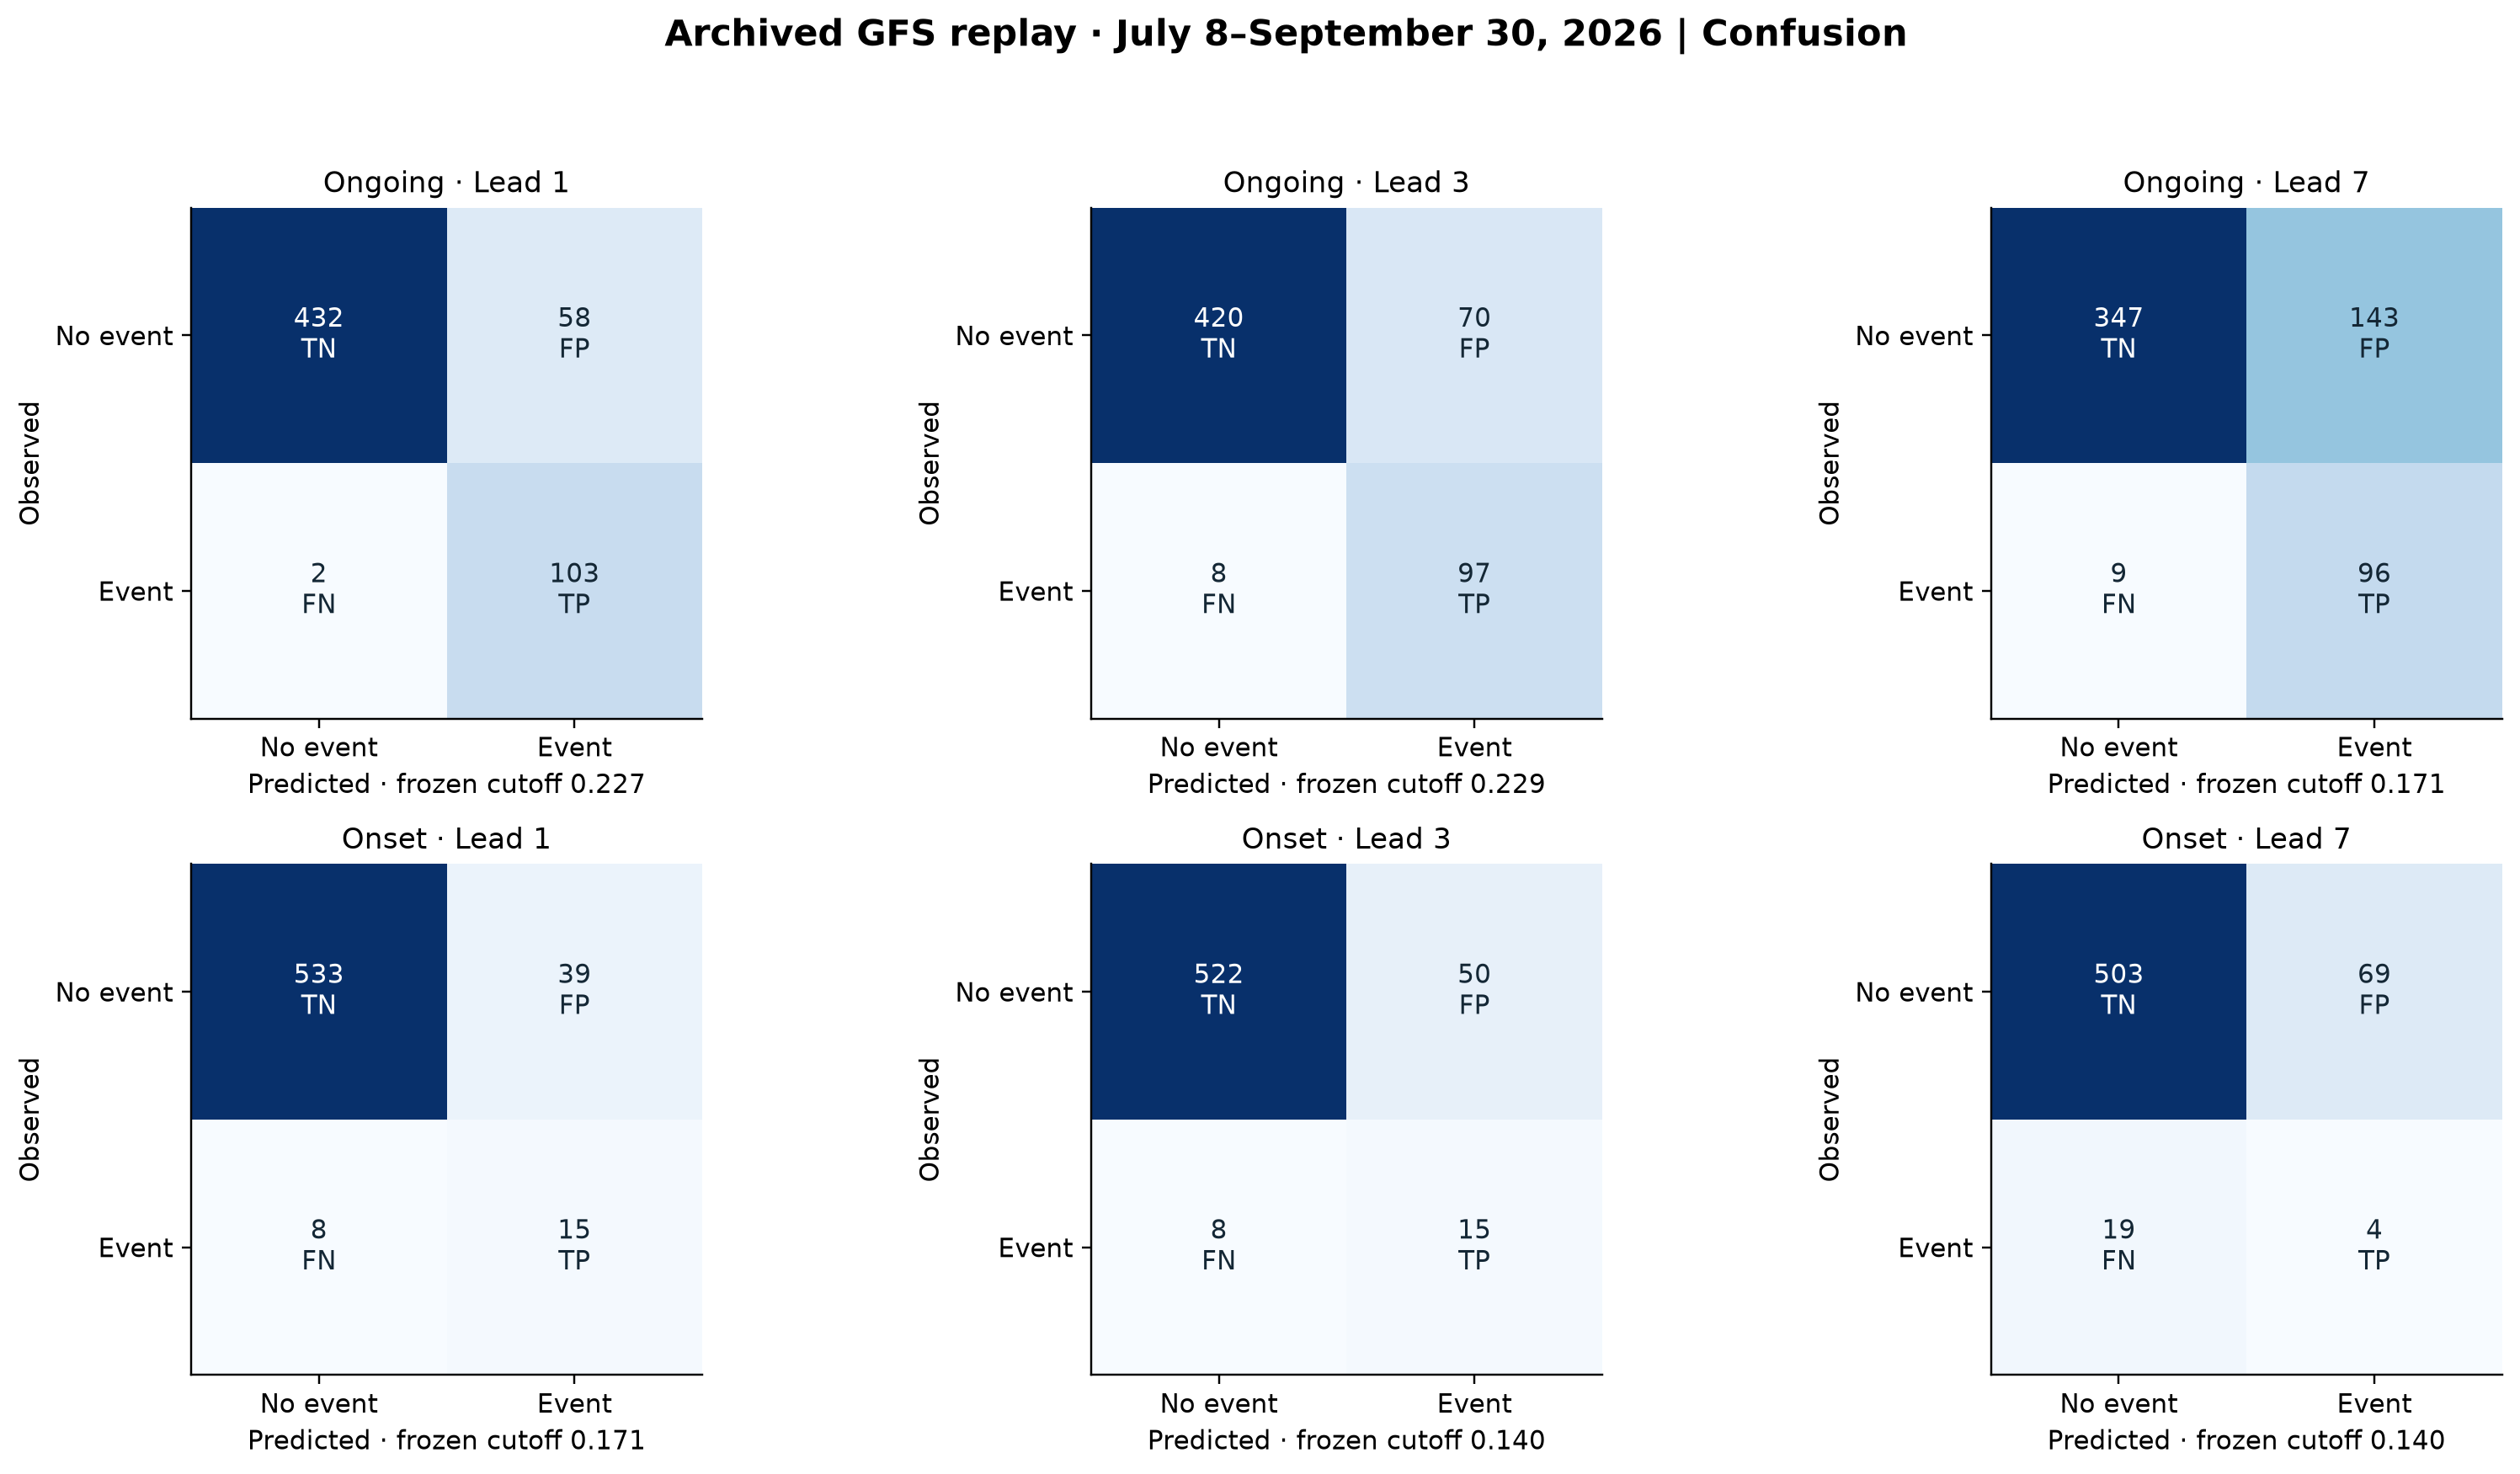 Archived GFS replay · July 8–September 30, 2026 | Confusion
Ongoing · Lead 1
Observed
No event
432
TN
58
FP
Event
2
FN
103
TP
No event Event
Predicted · frozen cutoff 0.227
Ongoing · Lead 3
Observed
No event
420
TN
70
FP
Event
8
FN
97
TP
No event Event
Predicted · frozen cutoff 0.229
Ongoing · Lead 7
Observed
No event
347
TN
143
FP
Event
9
FN
96
TP
No event Event
Predicted · frozen cutoff 0.171
Onset · Lead 1
Observed
No event
533
TN
39
FP
Event
8
FN
15
TP
No event Event
Predicted · frozen cutoff 0.171
Onset · Lead 3
Observed
No event
522
TN
50
FP
Event
8
FN
15
TP
No event Event
Predicted · frozen cutoff 0.140
Onset · Lead 7
Observed
No event
503
TN
69
FP
Event
19
FN
4
TP
No event Event
Predicted · frozen cutoff 0.140